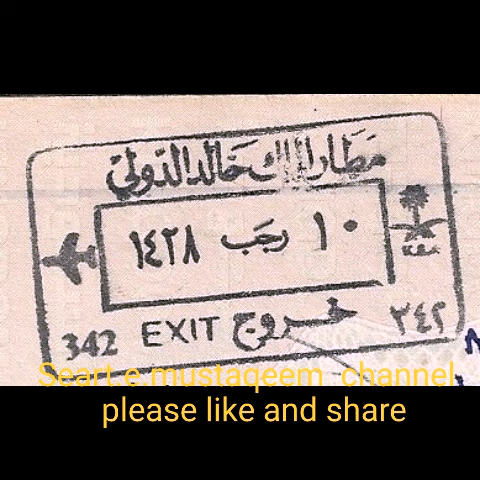 مطار الملك خالد الدولي
١٠ رجب ١٤٢٨
342 EXIT خروج ٣٤٢
Seart e mustaqeem channel
please like and share